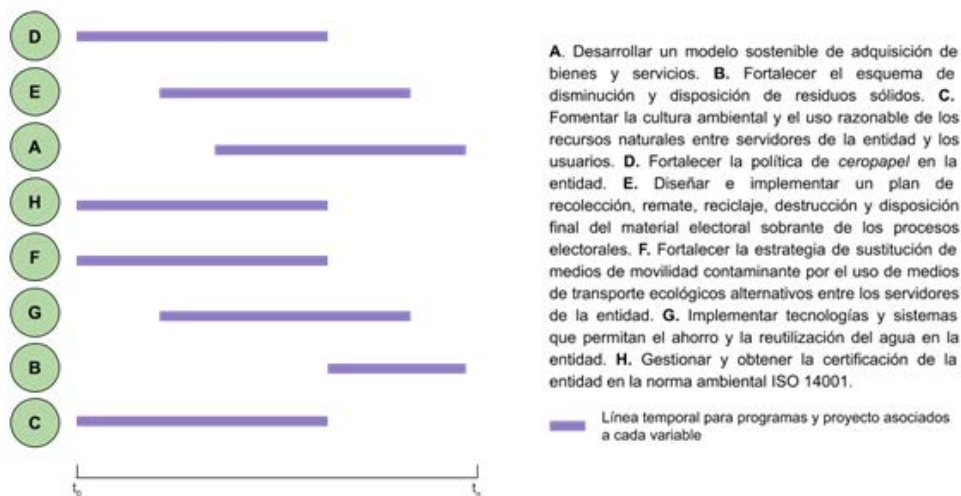 D
E
A
H
F
G
B
C
t₀
tₙ
A. Desarrollar un modelo sostenible de adquisición de
bienes y servicios. B. Fortalecer el esquema de
disminución y disposición de residuos sólidos. C.
Fomentar la cultura ambiental y el uso razonable de los
recursos naturales entre servidores de la entidad y los
usuarios. D. Fortalecer la política de ceropapel en la
entidad. E. Diseñar e implementar un plan de
recolección, remate, reciclaje, destrucción y disposición
final del material electoral sobrante de los procesos
electorales. F. Fortalecer la estrategia de sustitución de
medios de movilidad contaminante por el uso de medios
de transporte ecológicos alternativos entre los servidores
de la entidad. G. Implementar tecnologías y sistemas
que permitan el ahorro y la reutilización del agua en la
entidad. H. Gestionar y obtener la certificación de la
entidad en la norma ambiental ISO 14001.
Línea temporal para programas y proyecto asociados
a cada variable